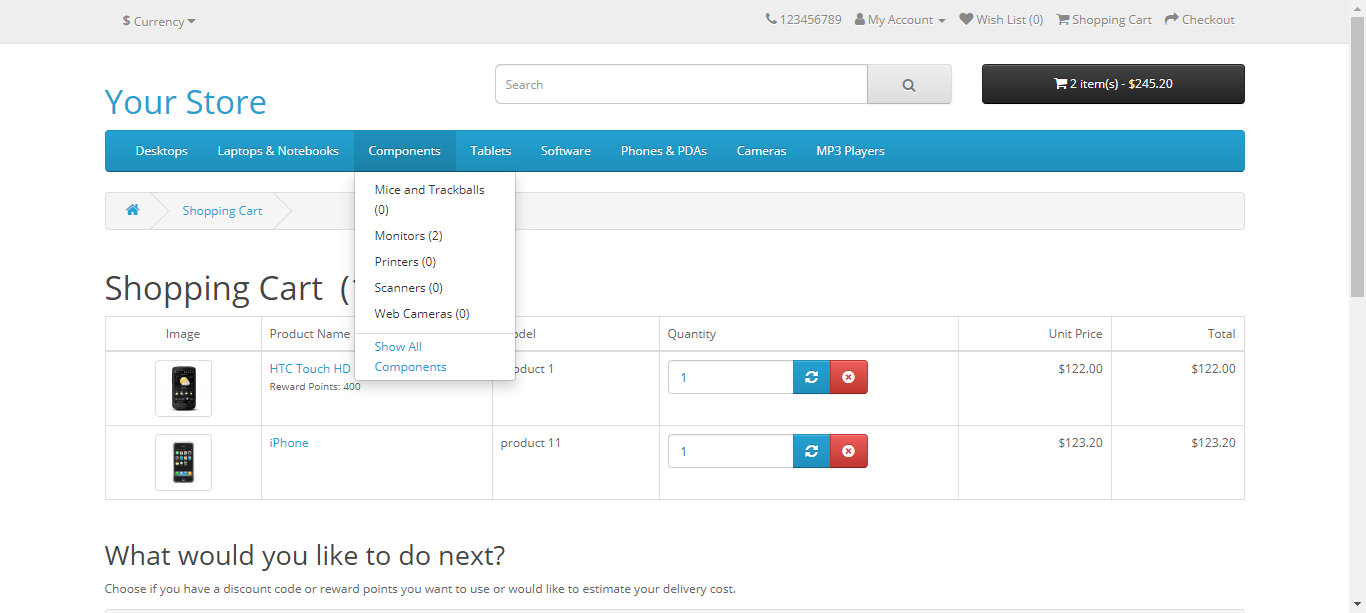 $ Currency
123456789 My Account Wish List (0) Shopping Cart Checkout
Search
2 item(s) - $245.20
Your Store
Desktops Laptops & Notebooks Components Tablets Software Phones & PDAs Cameras MP3 Players
Mice and Trackballs
(0)
Monitors (2)
Printers (0)
Scanners (0)
Web Cameras (0)
Show All
Components
Shopping Cart
Shopping Cart (
Image Product Name Quantity Unit Price Total
HTC Touch HD 1 1 $122.00 $122.00
Reward Points: 400
iPhone product 11 1 $123.20 $123.20
What would you like to do next?
Choose if you have a discount code or reward points you want to use or would like to estimate your delivery cost.